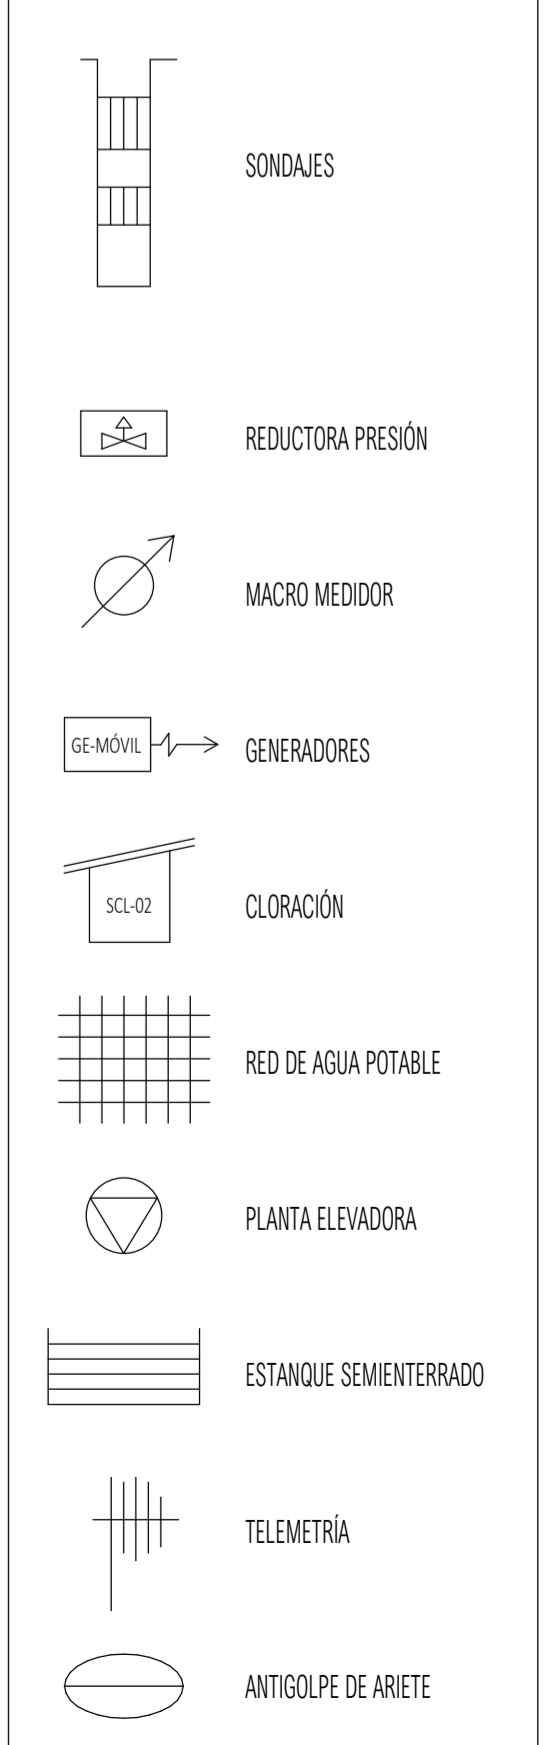 SONDAJES
REDUCTORA PRESIÓN
MACRO MEDIDOR
GE-MÓVIL
GENERADORES
SCL-02
CLORACIÓN
RED DE AGUA POTABLE
PLANTA ELEVADORA
ESTANQUE SEMIENTERRADO
TELEMETRÍA
ANTIGOLPE DE ARIETE